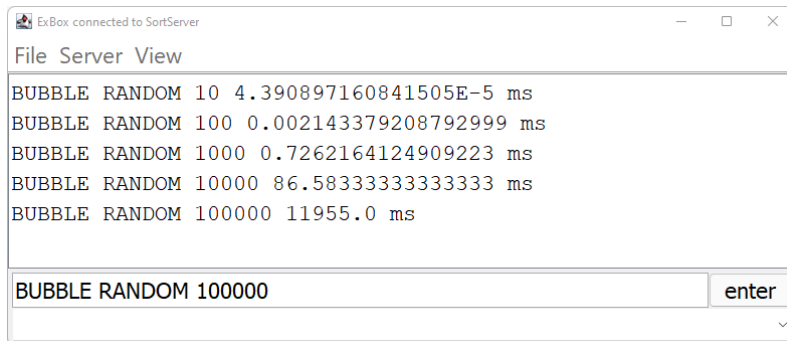 ExBox connected to SortServer
File Server View
BUBBLE RANDOM 10 4.390897160841505E-5 ms
BUBBLE RANDOM 100 0.002143379208792999 ms
BUBBLE RANDOM 1000 0.7262164124909223 ms
BUBBLE RANDOM 10000 86.58333333333333 ms
BUBBLE RANDOM 100000 11955.0 ms
BUBBLE RANDOM 100000 enter